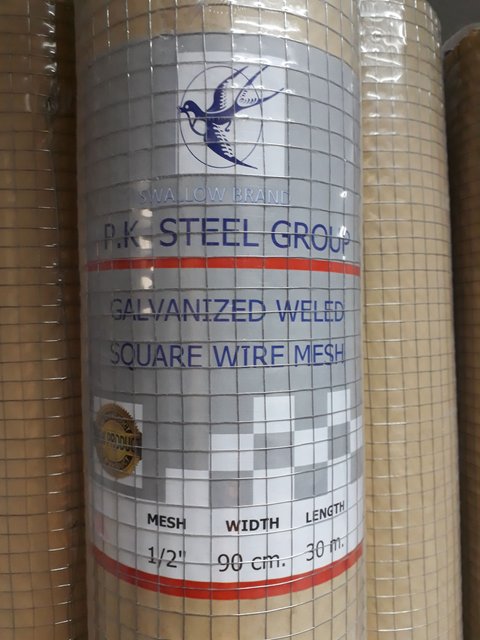 SWALLOW BRAND
P.K. STEEL GROUP
GALVANIZED WELED
SQUARE WIRE MESH
MESH WIDTH LENGTH
1/2" 90 cm. 30 m.